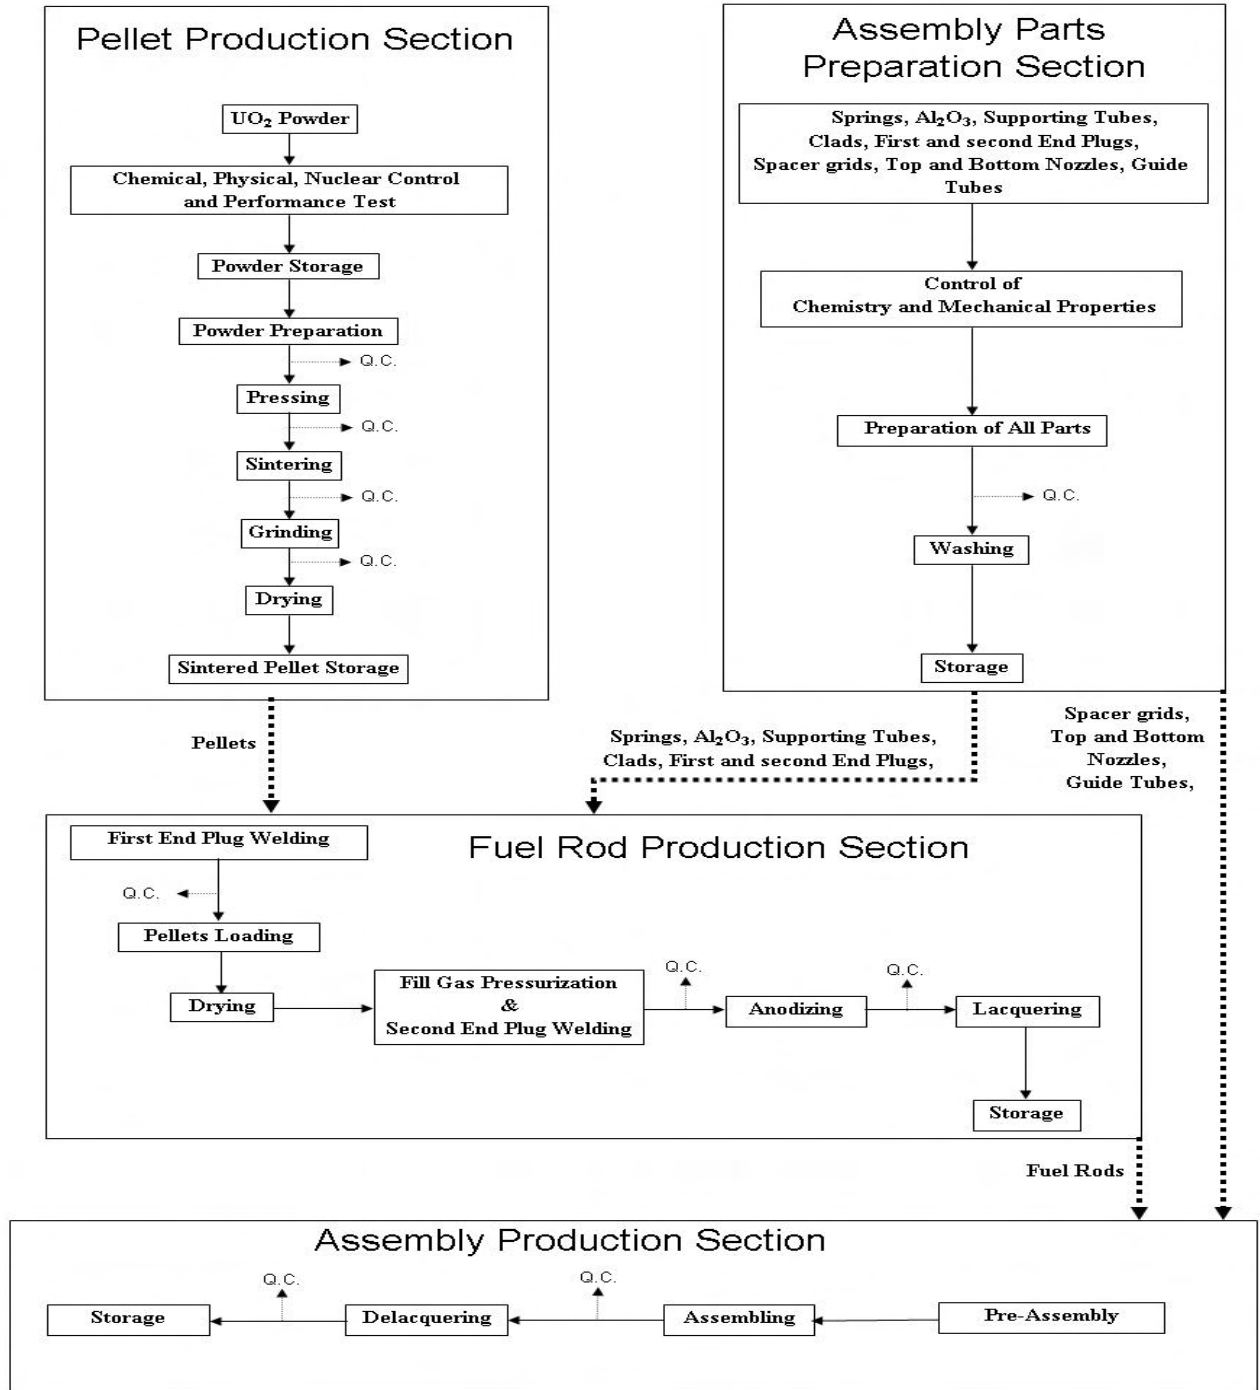 Pellet Production Section
UO₂ Powder
Chemical, Physical, Nuclear Control
and Performance Test
Powder Storage
Powder Preparation
Q.C.
Pressing
Q.C.
Sintering
Q.C.
Grinding
Q.C.
Drying
Sintered Pellet Storage
Pellets
Assembly Parts
Preparation Section
Springs, Al₂O₃, Supporting Tubes,
Clads, First and second End Plugs,
Spacer grids, Top and Bottom Nozzles, Guide
Tubes
Control of
Chemistry and Mechanical Properties
Preparation of All Parts
Q.C.
Washing
Storage
Springs, Al₂O₃, Supporting Tubes,
Clads, First and second End Plugs,
Spacer grids,
Top and Bottom
Nozzles,
Guide Tubes,
Fuel Rod Production Section
First End Plug Welding
Q.C.
Pellets Loading
Drying
Fill Gas Pressurization
&
Second End Plug Welding
Q.C.
Anodizing
Q.C.
Lacquering
Storage
Fuel Rods
Assembly Production Section
Q.C.
Q.C.
Storage
Delacquering
Assembling
Pre-Assembly